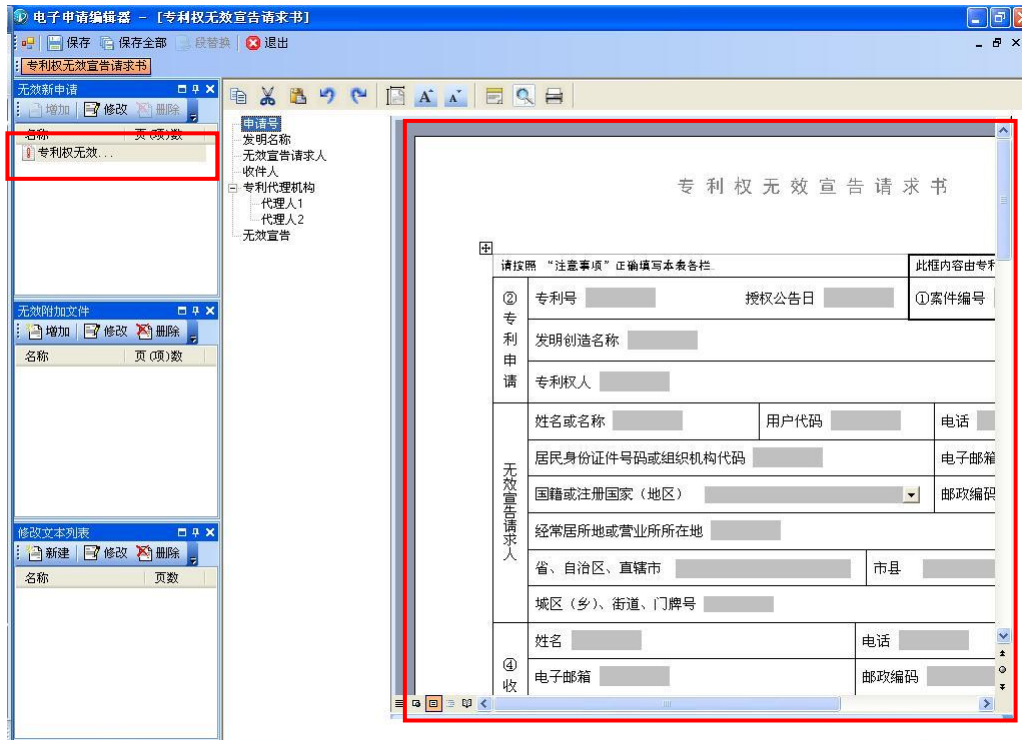 电子申请编辑器 - [专利权无效宣告请求书]
保存 保存全部 段替换 退出
专利权无效宣告请求书
无效新申请
增加 修改 删除
名称 页(项)数
专利权无效...
无效附加文件
增加 修改 删除
名称 页(项)数
修改文本列表
新建 修改 删除
名称 页数
申请号
发明名称
无效宣告请求人
收件人
专利代理机构
代理人1
代理人2
无效宣告
专利权无效宣告请求书
请按照“注意事项”正确填写本表各栏 此框内容由专利
②专利申请
专利号 授权公告日 ①案件编号
发明创造名称
专利权人
无效宣告请求人
姓名或名称 用户代码 电话
居民身份证件号码或组织机构代码 电子邮箱
国籍或注册国家(地区) 邮政编码
经常居所地或营业所所在地
省、自治区、直辖市 市县
城区(乡)、街道、门牌号
④收
姓名 电话
电子邮箱 邮政编码